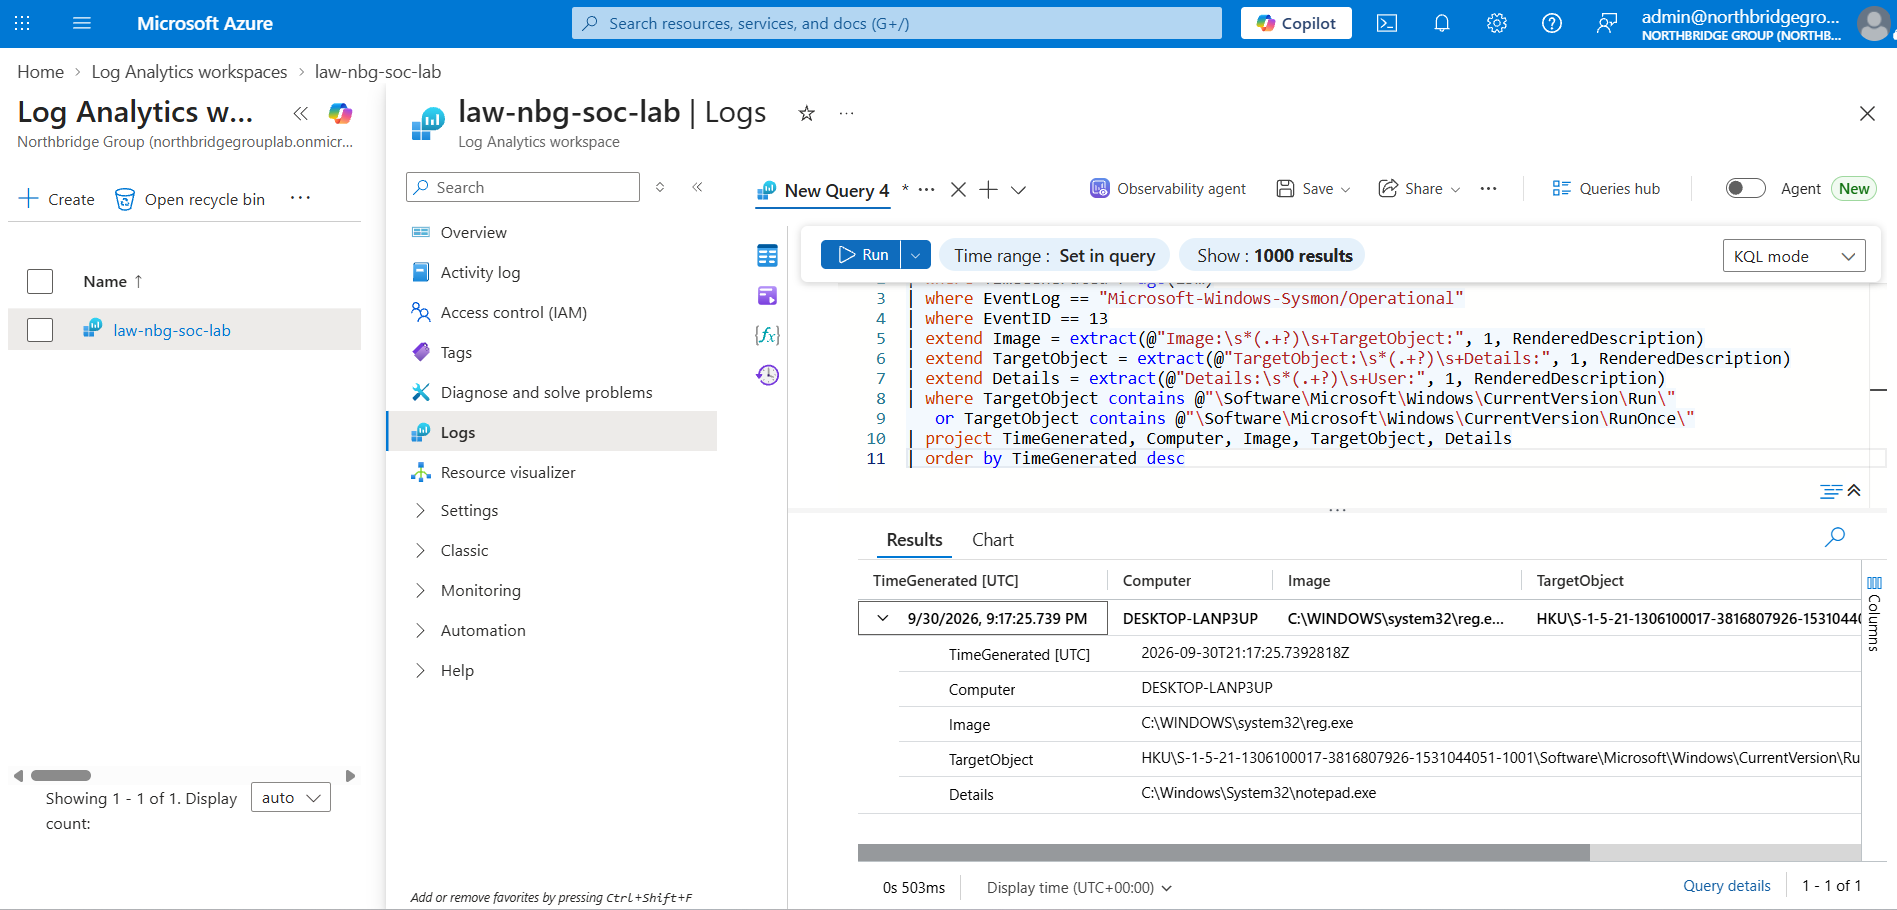 Microsoft Azure
Search resources, services, and docs (G+/)
Copilot
admin@northbridgegro...
NORTHBRIDGE GROUP (NORTHB...
Home > Log Analytics workspaces > law-nbg-soc-lab
Log Analytics w...
Northbridge Group (northbridgegrouplab.onmicr...
Create
Open recycle bin
Name ↑
law-nbg-soc-lab
Showing 1 - 1 of 1. Display count:
auto
law-nbg-soc-lab | Logs
Log Analytics workspace
Search
Overview
Activity log
Access control (IAM)
Tags
Diagnose and solve problems
Logs
Resource visualizer
Settings
Classic
Monitoring
Automation
Help
Add or remove favorites by pressing Ctrl+Shift+F
New Query 4 *
Observability agent
Save
Share
Queries hub
Agent
New
Run
Time range : Set in query
Show : 1000 results
KQL mode
3 | where EventLog == "Microsoft-Windows-Sysmon/Operational"
4 | where EventID == 13
5 | extend Image = extract(@"Image:\s*(.+?)\s+TargetObject:", 1, RenderedDescription)
6 | extend TargetObject = extract(@"TargetObject:\s*(.+?)\s+Details:", 1, RenderedDescription)
7 | extend Details = extract(@"Details:\s*(.+?)\s+User:", 1, RenderedDescription)
8 | where TargetObject contains @"\Software\Microsoft\Windows\CurrentVersion\Run\"
9 or TargetObject contains @"\Software\Microsoft\Windows\CurrentVersion\RunOnce\"
10 | project TimeGenerated, Computer, Image, TargetObject, Details
11 | order by TimeGenerated desc
Results
Chart
TimeGenerated [UTC] Computer Image TargetObject
9/30/2026, 9:17:25.739 PM DESKTOP-LANP3UP C:\WINDOWS\system32\reg.e... HKU\S-1-5-21-1306100017-3816807926-15310440
TimeGenerated [UTC] 2026-09-30T21:17:25.7392818Z
Computer DESKTOP-LANP3UP
Image C:\WINDOWS\system32\reg.exe
TargetObject HKU\S-1-5-21-1306100017-3816807926-1531044051-1001\Software\Microsoft\Windows\CurrentVersion\Ru
Details C:\Windows\System32\notepad.exe
Columns
0s 503ms
Display time (UTC+00:00)
Query details
1 - 1 of 1